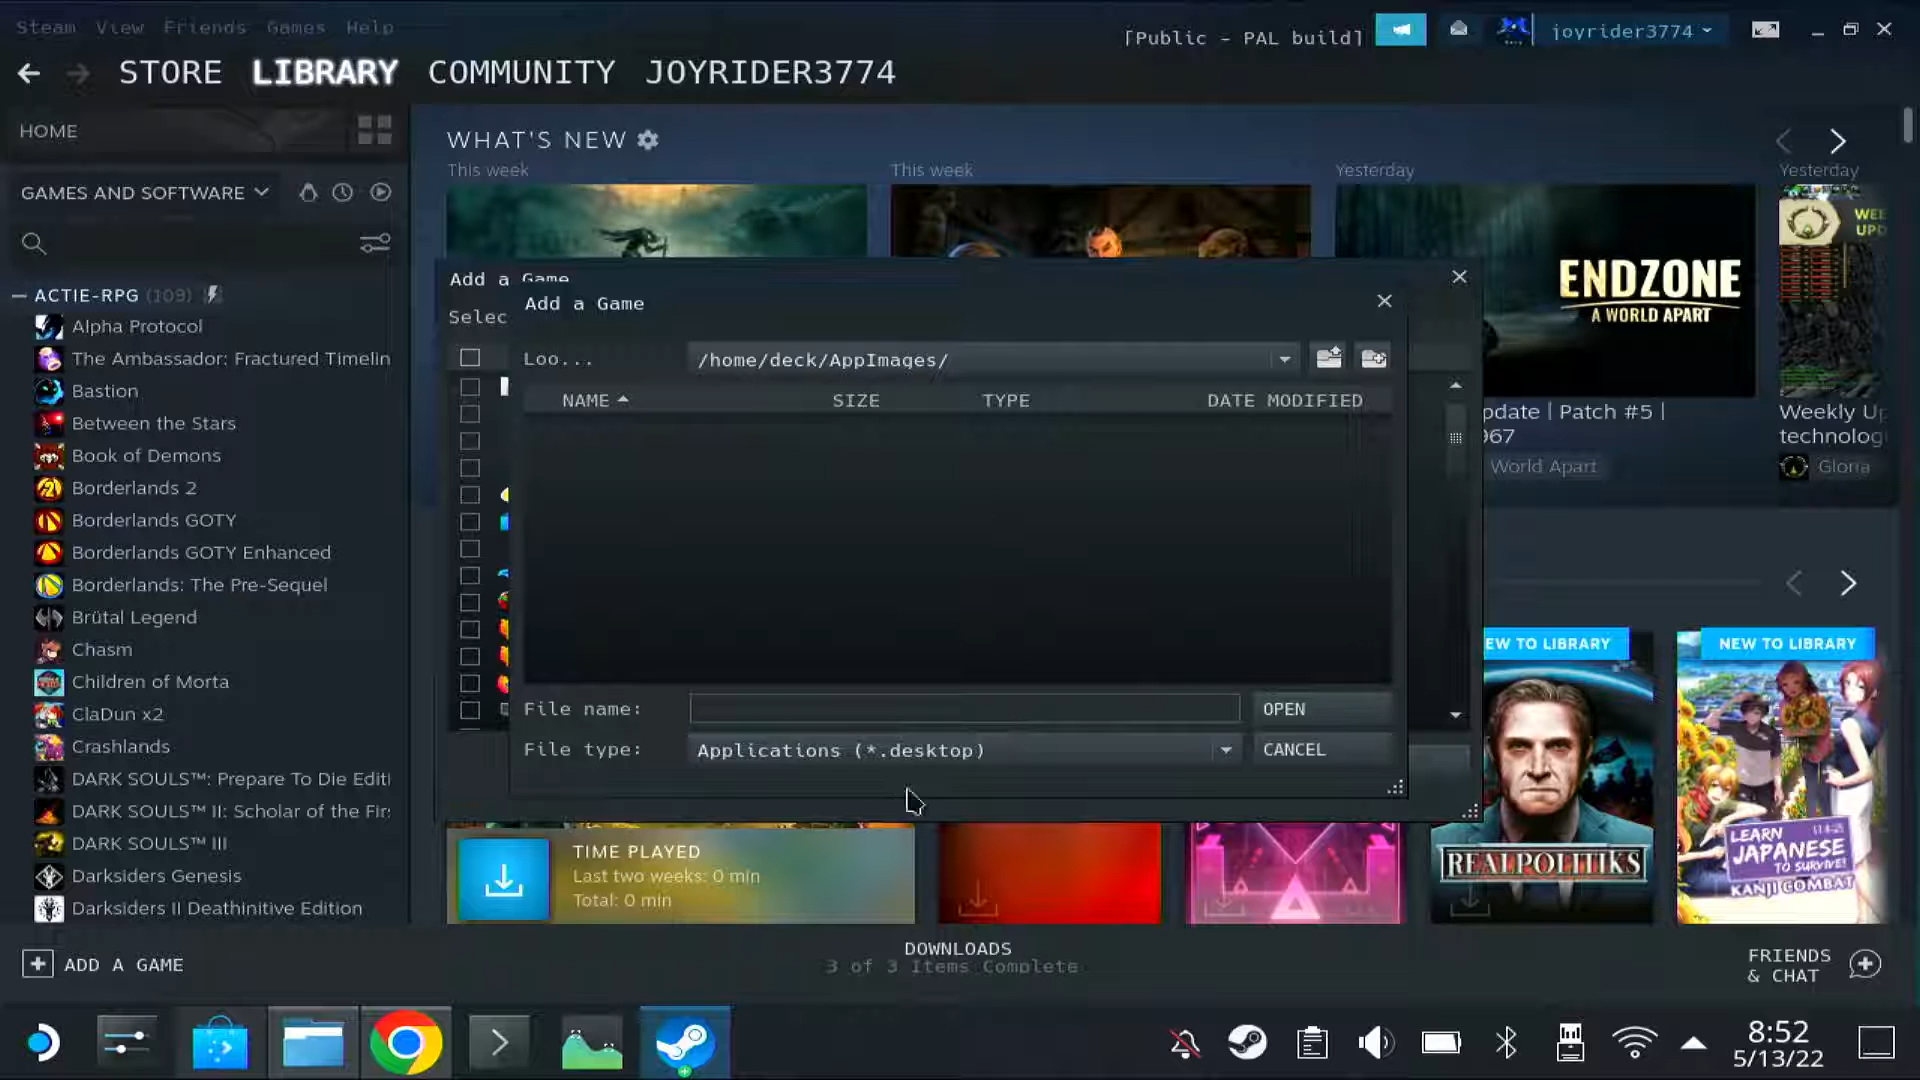 Steam View Friends Games Help
[Public - PAL build]
joyrider3774
STORE LIBRARY COMMUNITY JOYRIDER3774
HOME
GAMES AND SOFTWARE
ACTIE-RPG (109)
Alpha Protocol
The Ambassador: Fractured Timelin
Bastion
Between the Stars
Book of Demons
Borderlands 2
Borderlands GOTY
Borderlands GOTY Enhanced
Borderlands: The Pre-Sequel
Brütal Legend
Chasm
Children of Morta
ClaDun x2
Crashlands
DARK SOULS™: Prepare To Die Editi
DARK SOULS™ II: Scholar of the Fir
DARK SOULS™ III
Darksiders Genesis
Darksiders II Deathinitive Edition
ADD A GAME
WHAT'S NEW
This week
This week
Yesterday
Yesterday
ENDZONE
A WORLD APART
WEE
UPD
pdate | Patch #5 |
967
World Apart
Weekly Up
technolog
Gloria
Add a Game
Selec
Add a Game
Loo...
/home/deck/AppImages/
NAME SIZE TYPE DATE MODIFIED
File name:
OPEN
File type:
Applications (*.desktop)
CANCEL
EW TO LIBRARY
NEW TO LIBRARY
REALPOLITIKS
LEARN
JAPANESE
TO SURVIVE!
KANJI COMBAT
TIME PLAYED
Last two weeks: 0 min
Total: 0 min
DOWNLOADS
3 of 3 Items Complete
FRIENDS
& CHAT
8:52
5/13/22